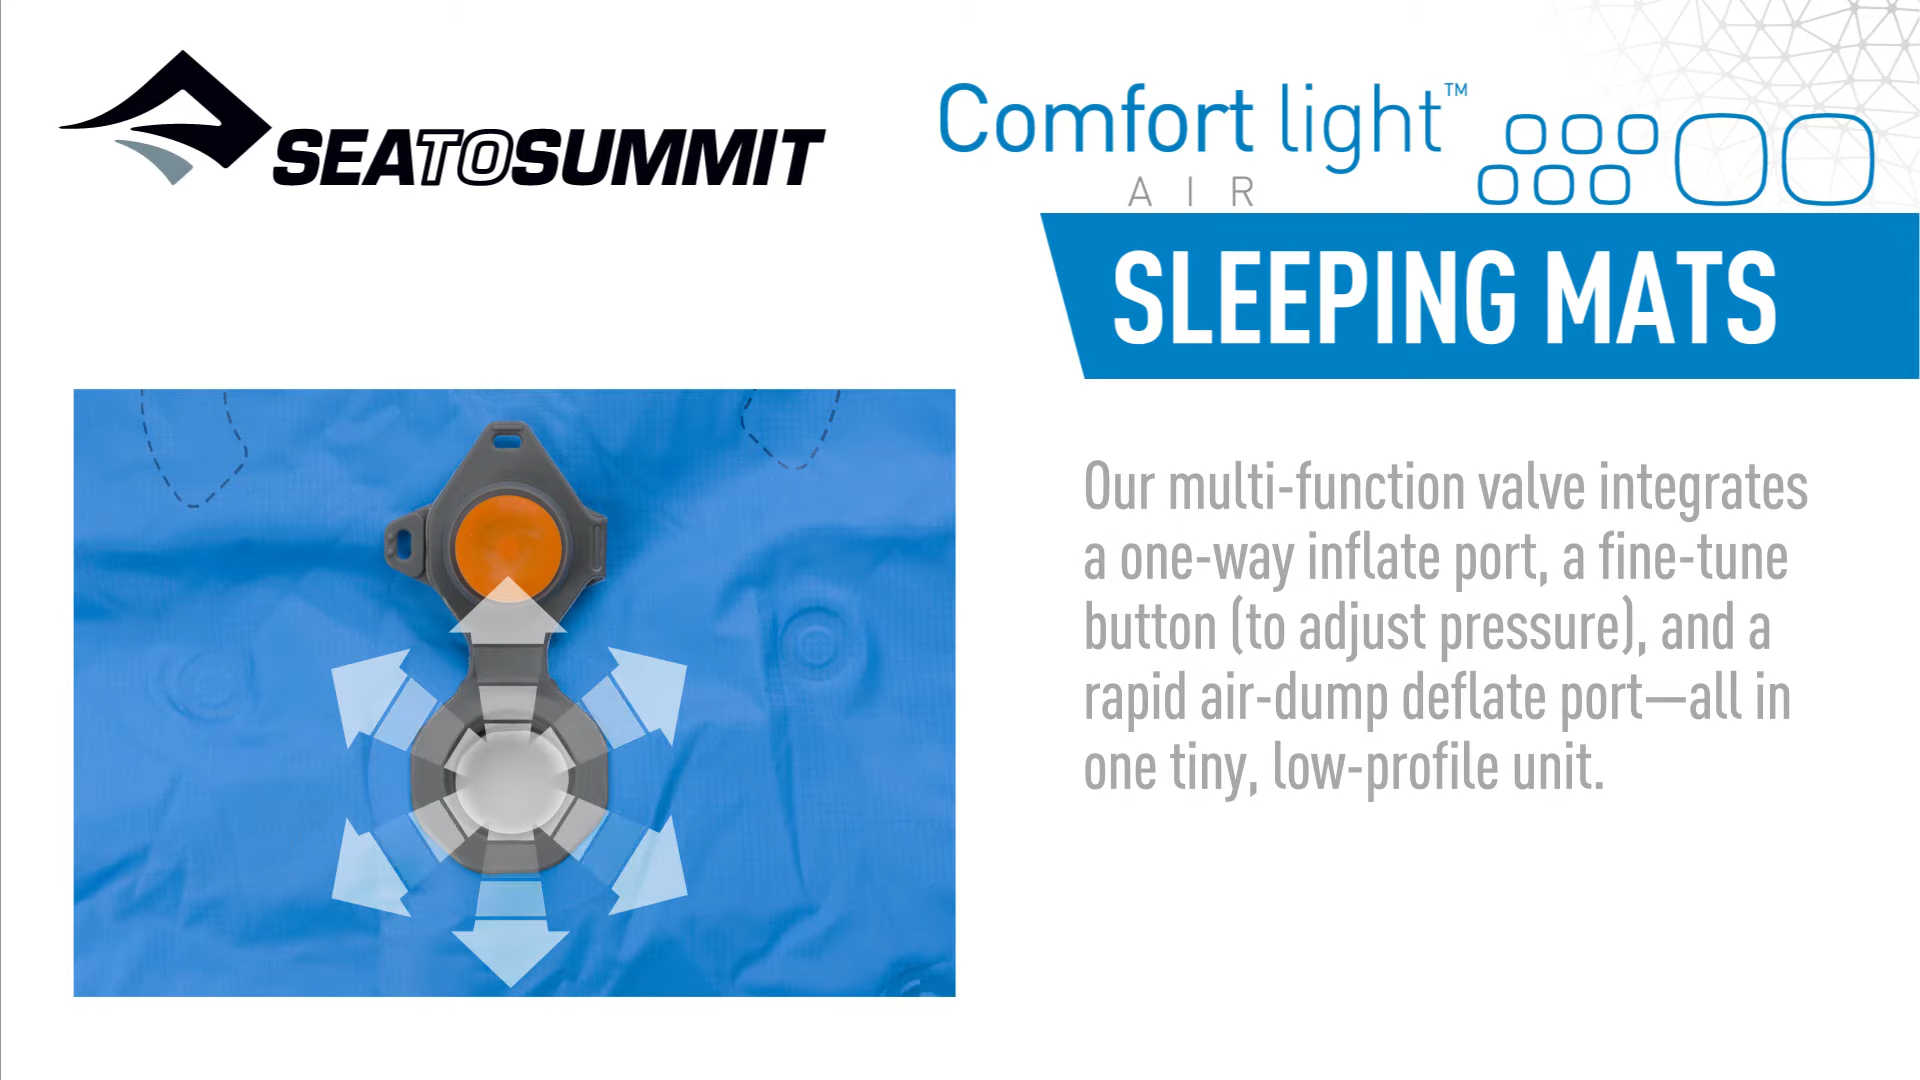 SEATOSUMMIT
Comfort light™
AIR
SLEEPING MATS
Our multi-function valve integrates
a one-way inflate port, a fine-tune
button (to adjust pressure), and a
rapid air-dump deflate port—all in
one tiny, low-profile unit.